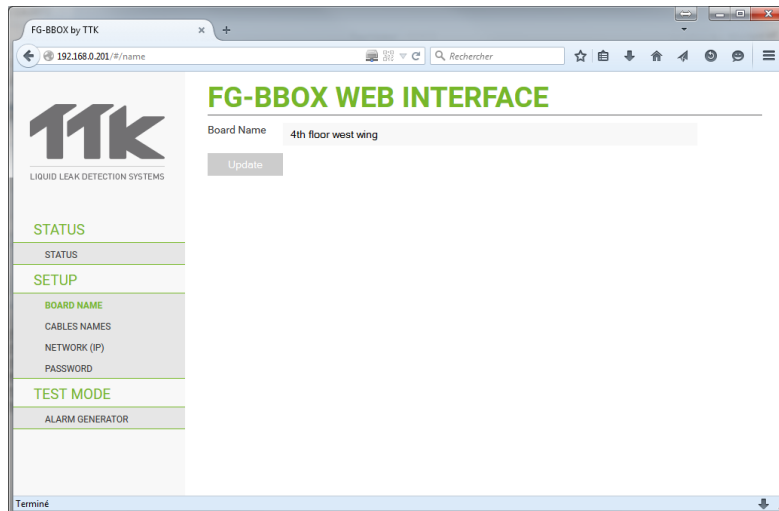 FG-BBOX by TTK
192.168.0.201/#/name
Rechercher
TTK
LIQUID LEAK DETECTION SYSTEMS
FG-BBOX WEB INTERFACE
Board Name
4th floor west wing
Update
STATUS
STATUS
SETUP
BOARD NAME
CABLES NAMES
NETWORK (IP)
PASSWORD
TEST MODE
ALARM GENERATOR
Terminé